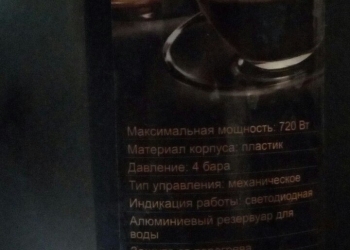 Максимальная мощность: 720 Вт
Материал корпуса: пластик
Давление: 4 бара
Тип управления: механическое
Индикация работы: светодиодная
Алюминиевый резервуар для
воды